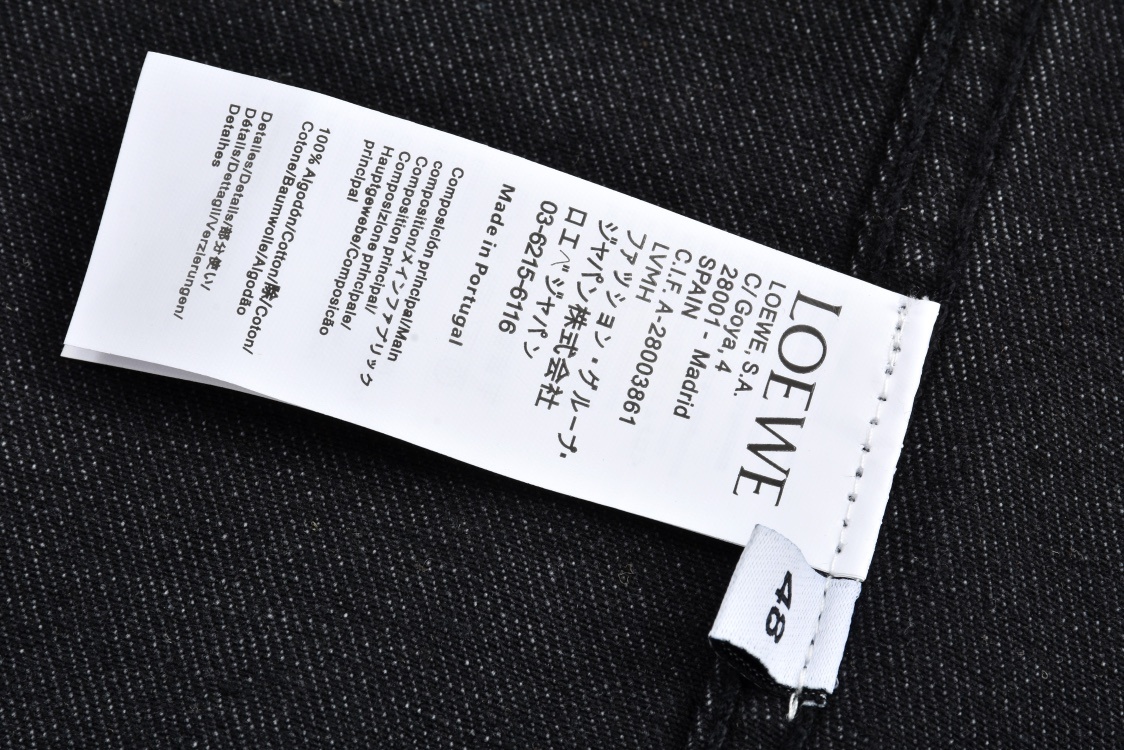 LOEWE
LOEWE, S.A.
C/ Goya, 4
28001 - Madrid
SPAIN
C.I.F. A-28003861
LVMH
ファッション・グループ・
ジャパン株式会社
ロエベジャパン
03-6215-6116
Made in Portugal
Composición principal/Main
composition/メインファブリック
Composition principal/
Composizione principale/
Hauptgewebe/Composição
principal
100% Algodón/Cotton/綿/Coton/
Cotone/Baumwolle/Algodão
Detalles/Details/部分使い/
Détails/Dettagli/Verzierungen/
Detalhes
48